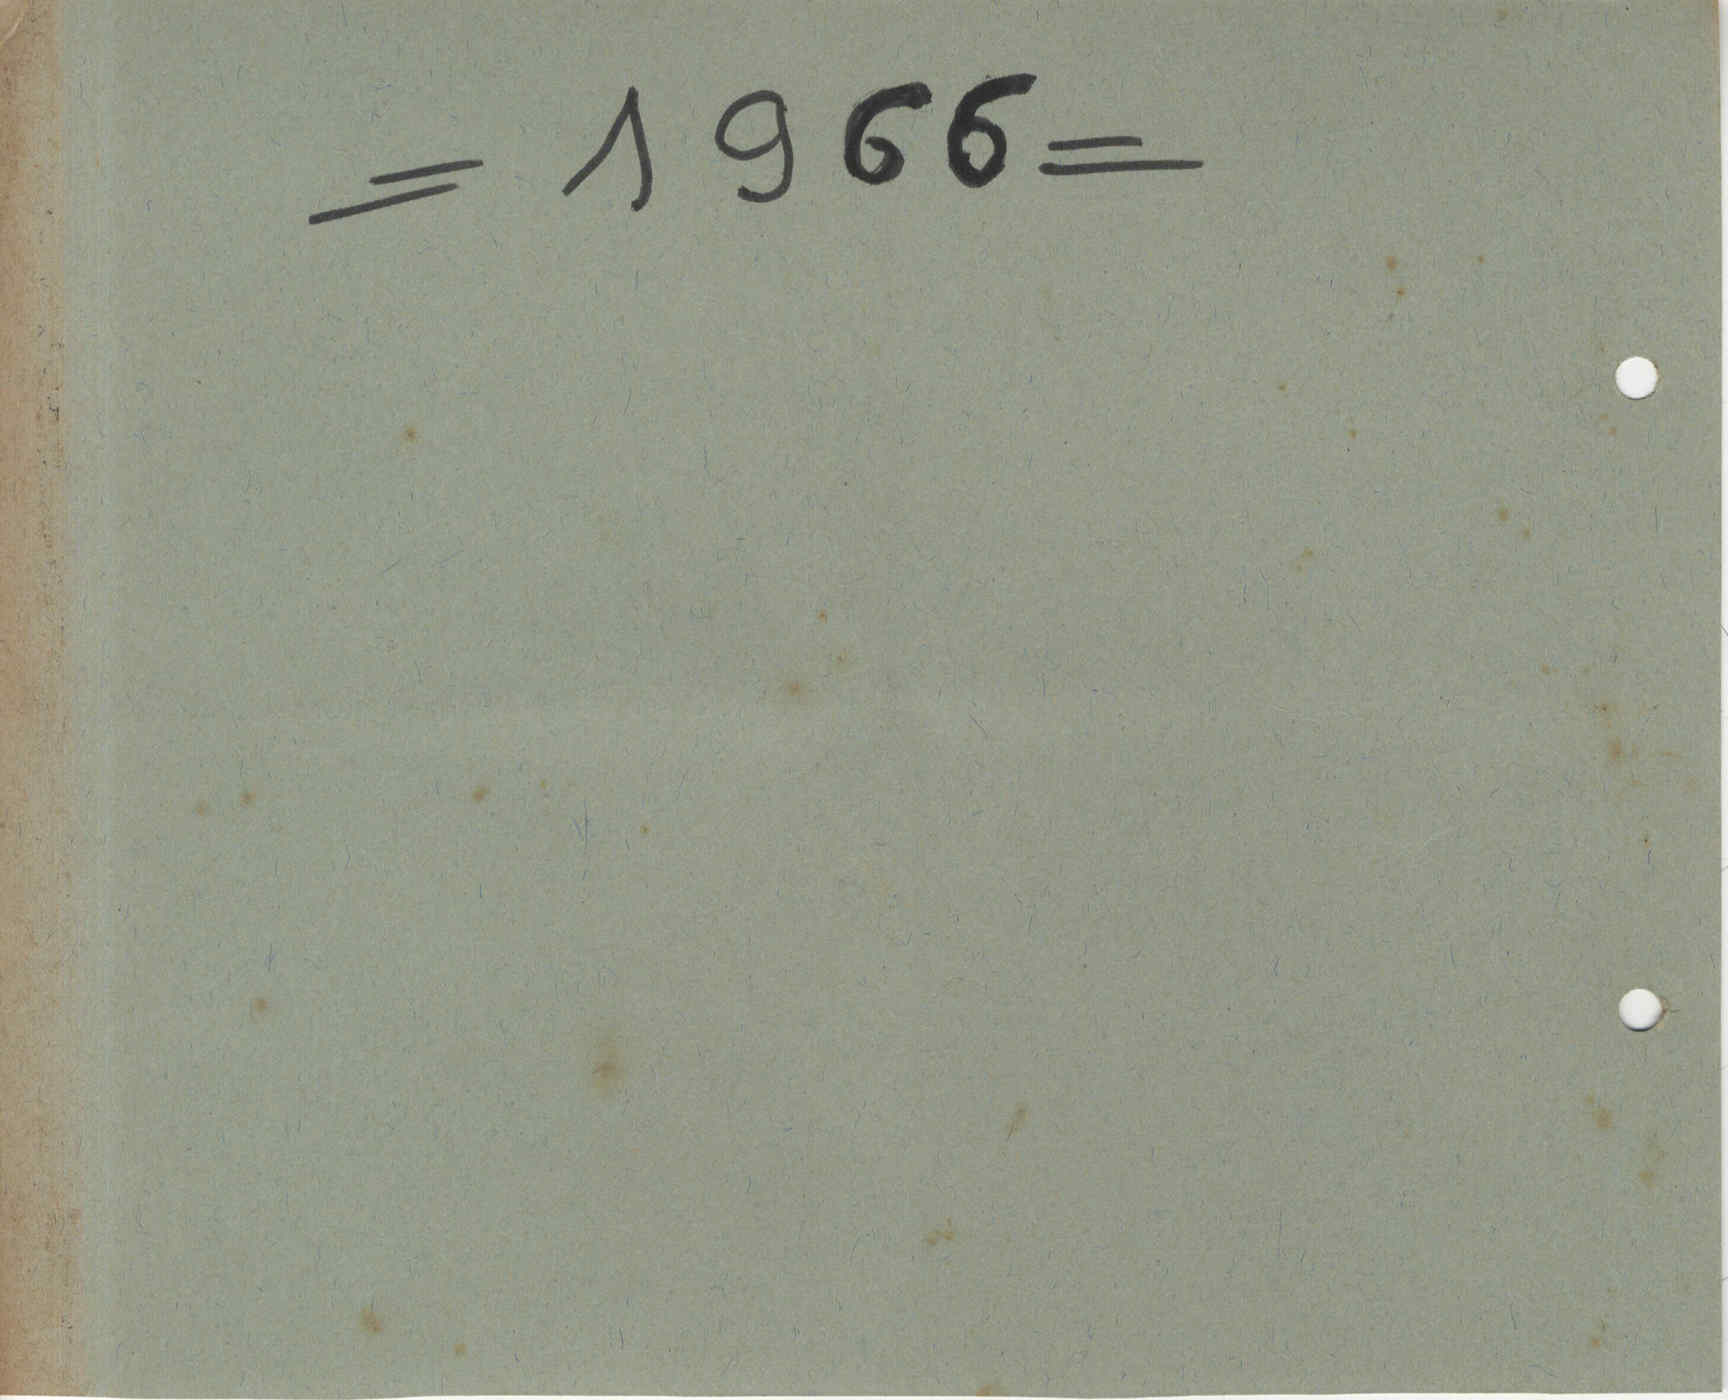 = 1966 =